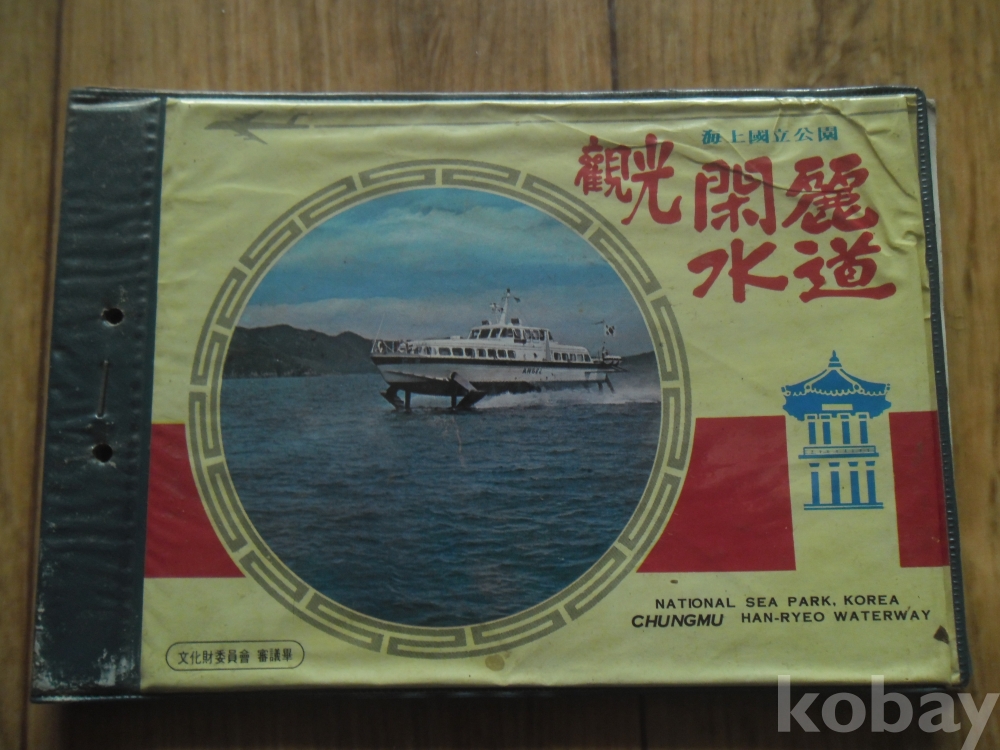 海上國立公園
觀光 閑麗
水道
ANGEL
NATIONAL SEA PARK, KOREA
CHUNGMU HAN-RYEO WATERWAY
文化財委員會 審議畢
kobay